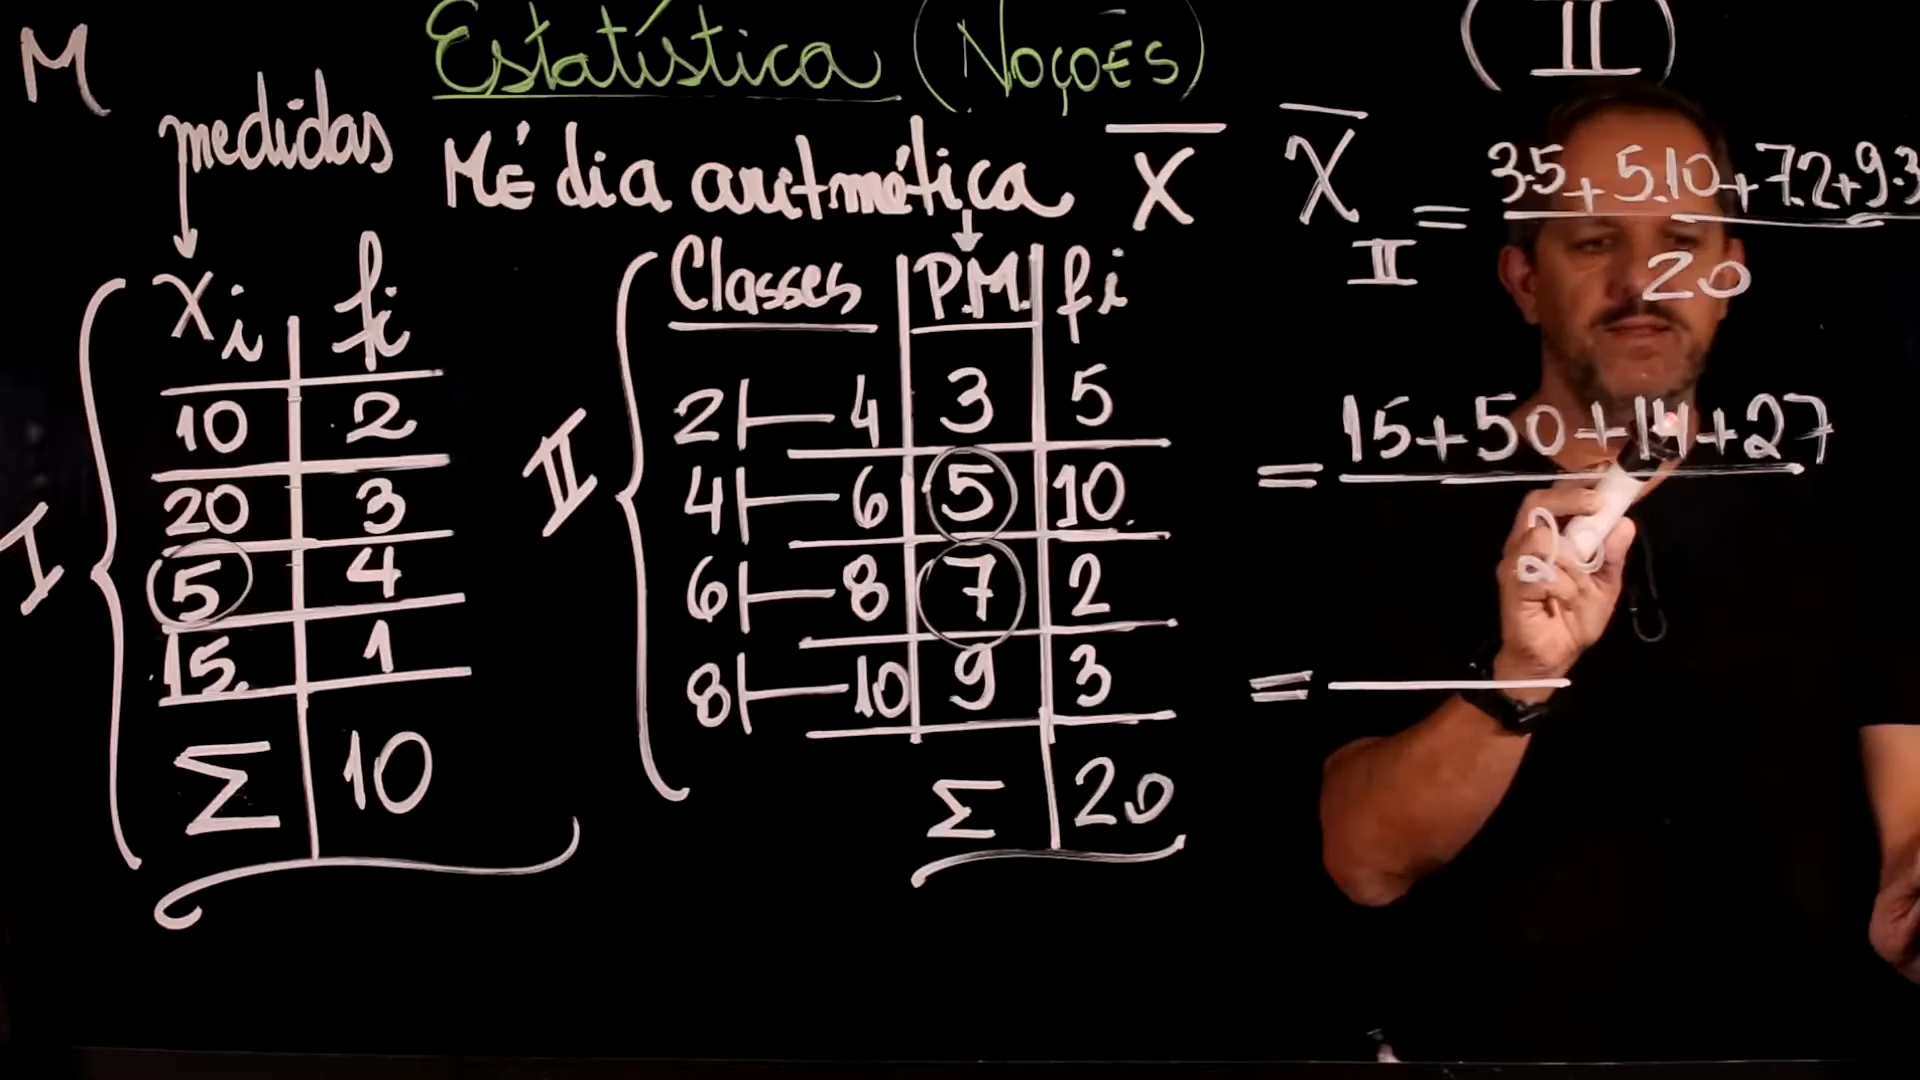 M
Estatística (Noções)
(II)
medidas
Média aritmética X
X II = 3.5 + 5.10 + 7.2 + 9.3
20
I
xi fi
10 2
20 3
5 4
15 1
Σ 10
II
Classes P.M. fi
2 4 3 5
4 6 5 10
6 8 7 2
8 10 9 3
Σ 20
= 15+50+14+27
20
=